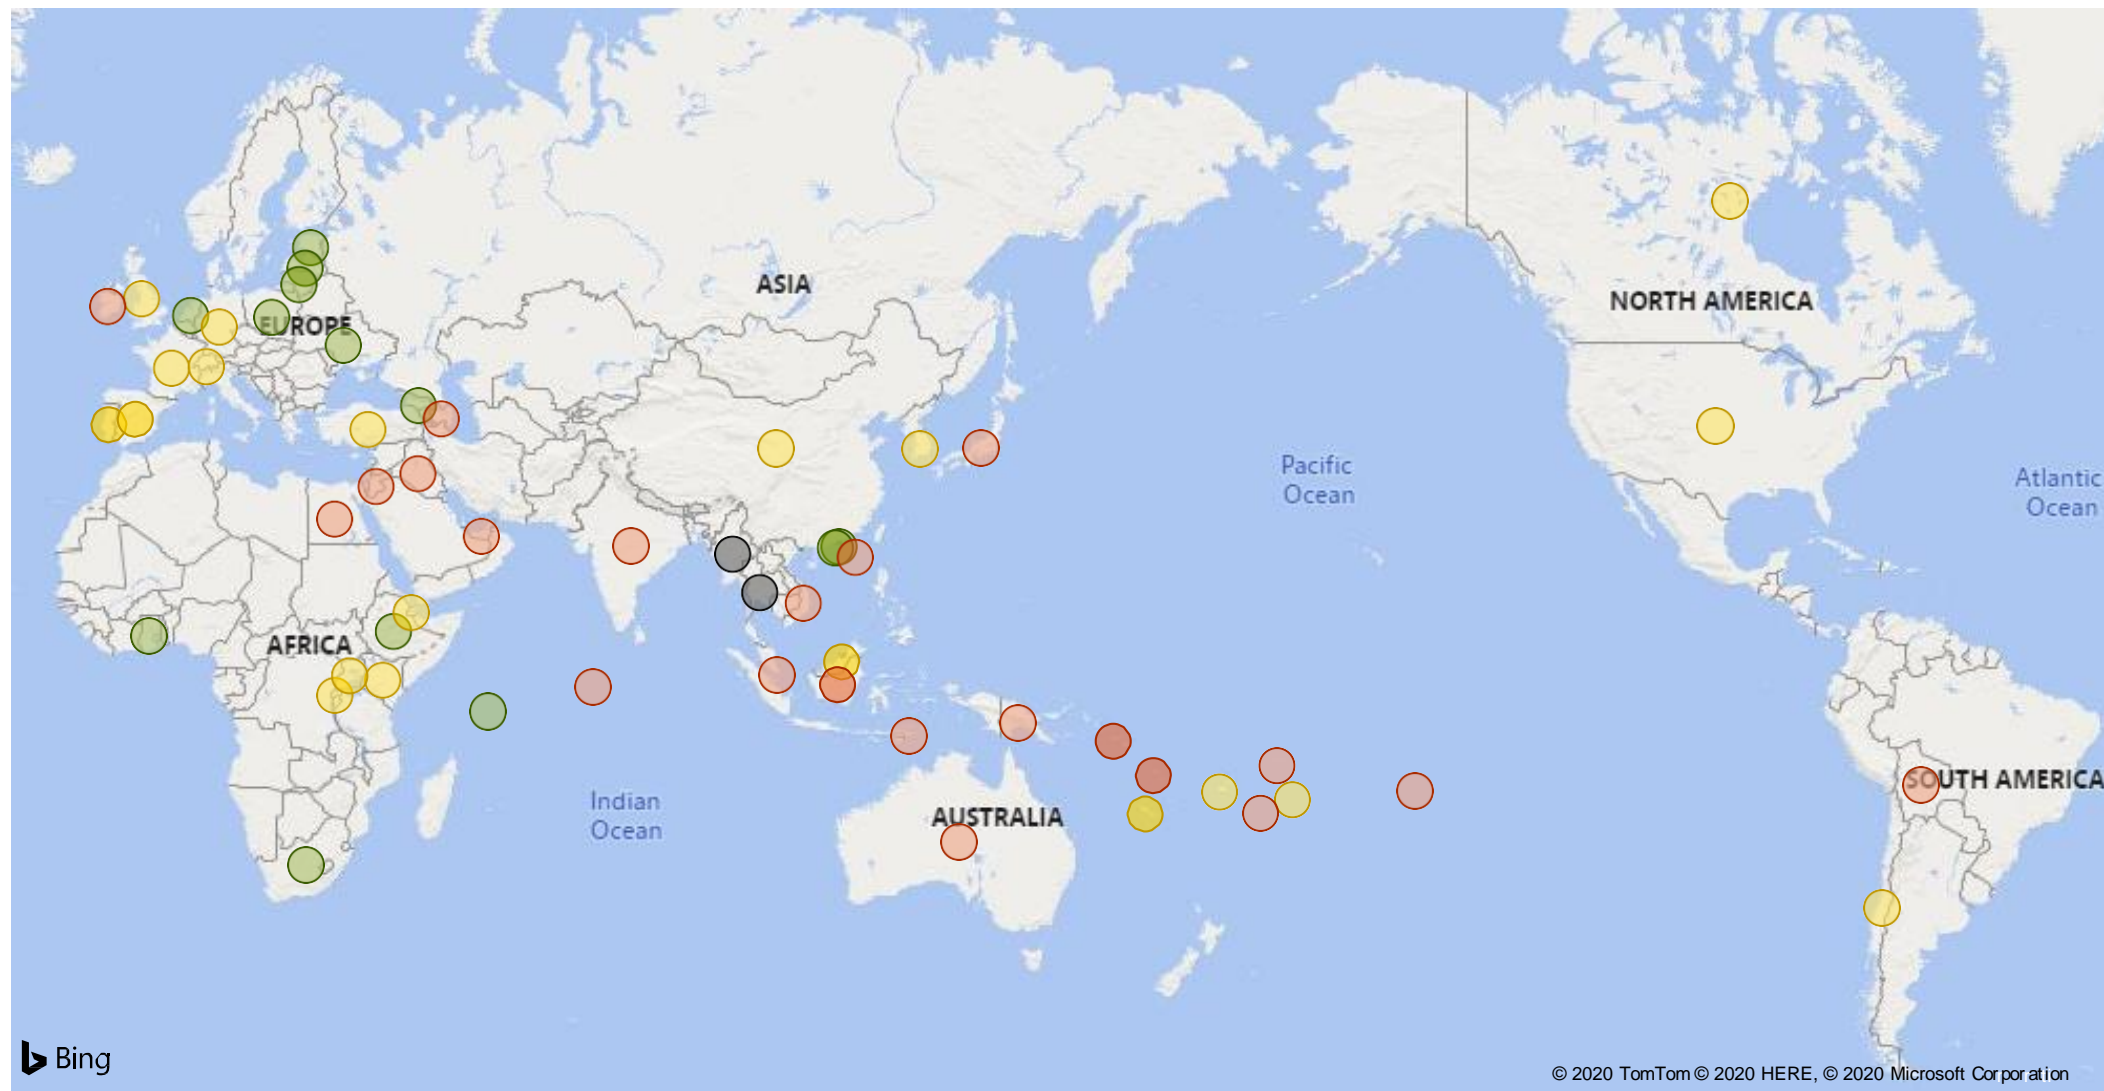 ASIA
NORTH AMERICA
EUROPE
Pacific
Ocean
Atlantic
Ocean
AFRICA
SOUTH AMERICA
Indian
Ocean
AUSTRALIA
Bing
© 2020 TomTom © 2020 HERE, © 2020 Microsoft Corporation